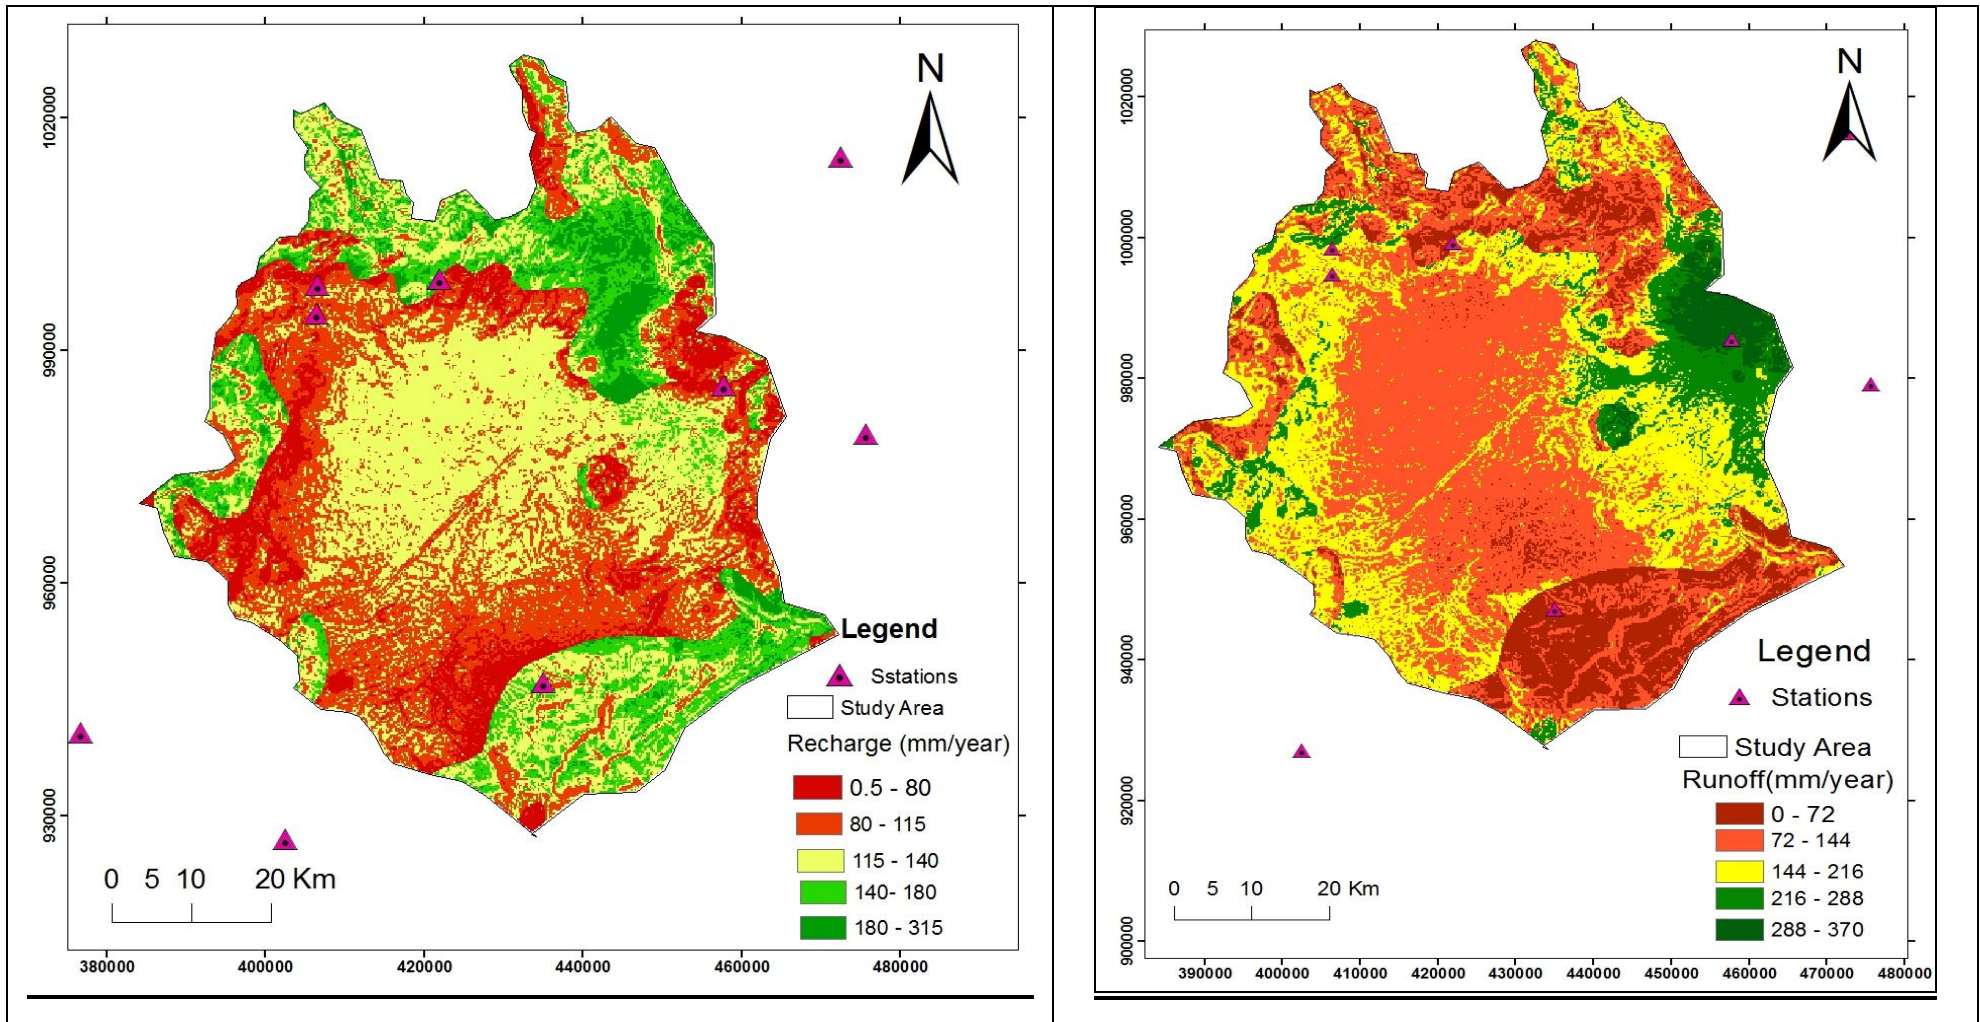 N
1020000
990000
960000
930000
Legend
Sstations
Study Area
Recharge (mm/year)
0.5 - 80
80 - 115
115 - 140
140- 180
180 - 315
0 5 10 20 Km
380000 400000 420000 440000 460000 480000
N
1020000
1000000
980000
960000
940000
920000
900000
Legend
Stations
Study Area
Runoff(mm/year)
0 - 72
72 - 144
144 - 216
216 - 288
288 - 370
0 5 10 20 Km
390000 400000 410000 420000 430000 440000 450000 460000 470000 480000